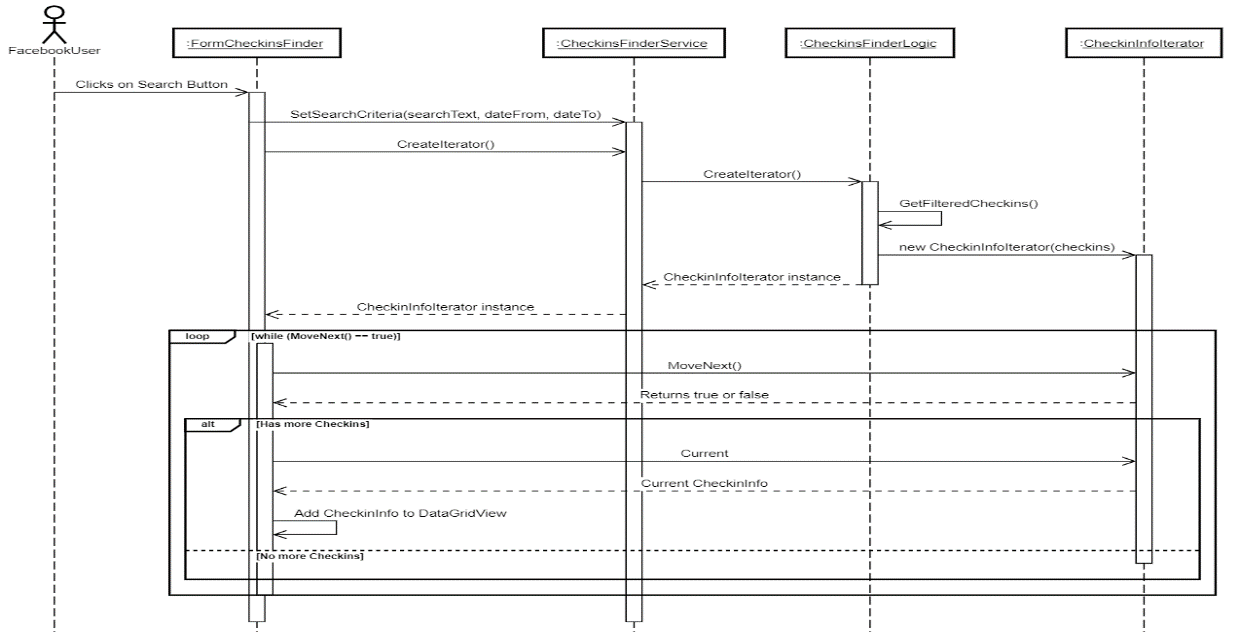 FacebookUser
:FormCheckinsFinder
:CheckinsFinderService
:CheckinsFinderLogic
:CheckinInfoIterator
Clicks on Search Button
SetSearchCriteria(searchText, dateFrom, dateTo)
CreateIterator()
CreateIterator()
GetFilteredCheckins()
new CheckinInfoIterator(checkins)
CheckinInfoIterator instance
CheckinInfoIterator instance
loop
[while (MoveNext() == true)]
MoveNext()
Returns true or false
alt
[Has more Checkins]
Current
Current CheckinInfo
Add CheckinInfo to DataGridView
[No more Checkins]